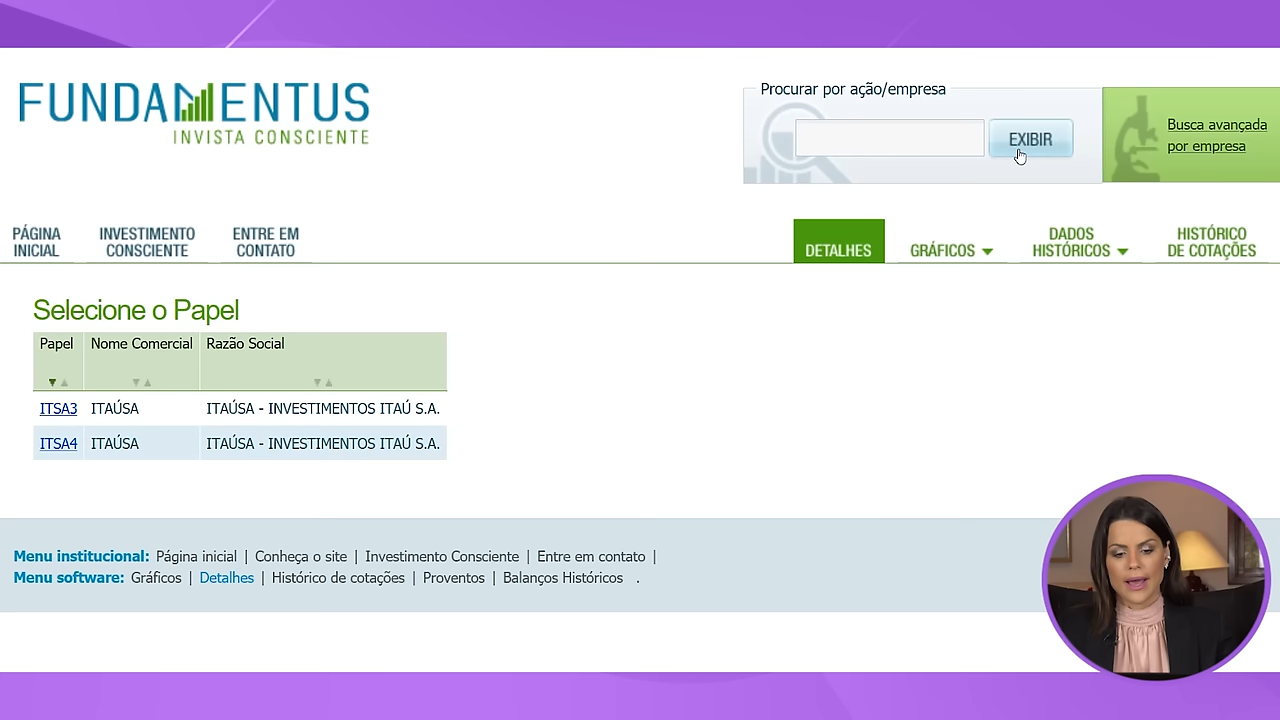 FUNDAMENTUS
INVISTA CONSCIENTE
Procurar por ação/empresa
EXIBIR
Busca avançada
por empresa
PÁGINA
INICIAL
INVESTIMENTO
CONSCIENTE
ENTRE EM
CONTATO
DETALHES
GRÁFICOS
DADOS
HISTÓRICOS
HISTÓRICO
DE COTAÇÕES
Selecione o Papel
Papel Nome Comercial Razão Social
ITSA3 ITAÚSA ITAÚSA - INVESTIMENTOS ITAÚ S.A.
ITSA4 ITAÚSA ITAÚSA - INVESTIMENTOS ITAÚ S.A.
Menu institucional: Página inicial | Conheça o site | Investimento Consciente | Entre em contato |
Menu software: Gráficos | Detalhes | Histórico de cotações | Proventos | Balanços Históricos .